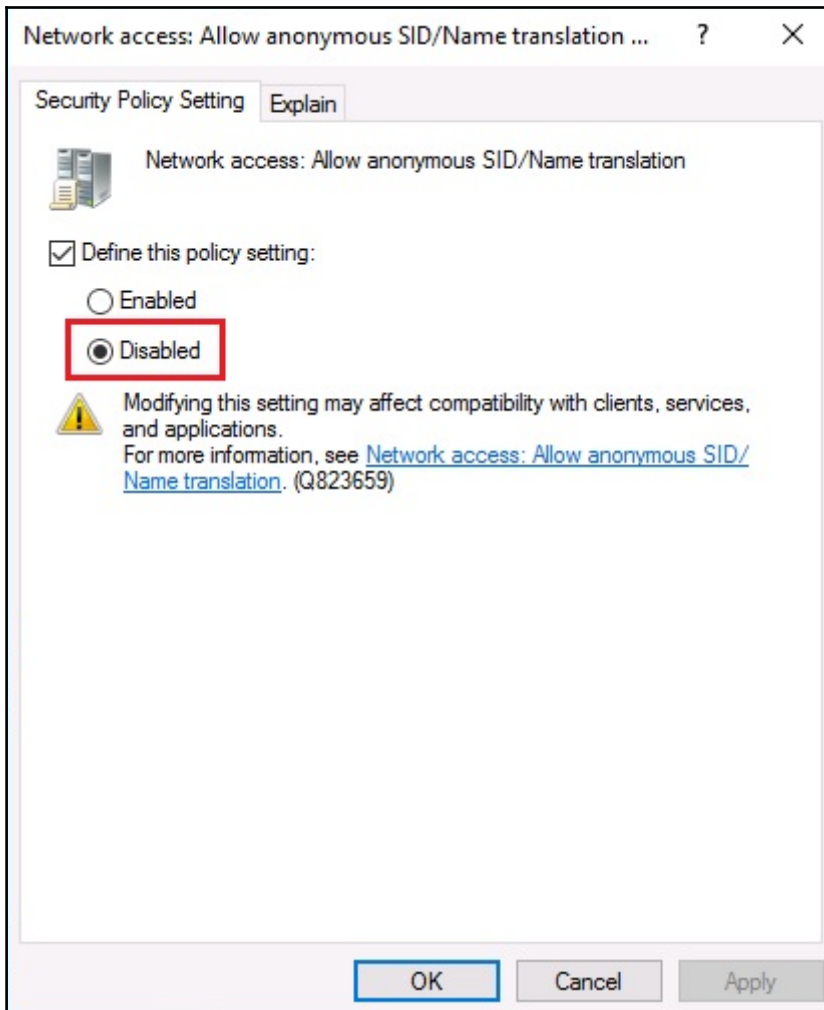 Network access: Allow anonymous SID/Name translation ... ? ×
Security Policy Setting Explain
Network access: Allow anonymous SID/Name translation
Define this policy setting:
Enabled
Disabled
Modifying this setting may affect compatibility with clients, services,
and applications.
For more information, see Network access: Allow anonymous SID/
Name translation. (Q823659)
OK Cancel Apply